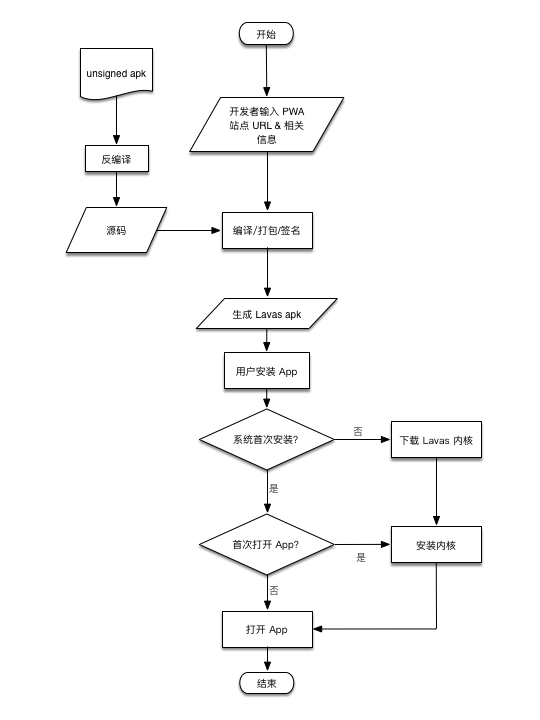 开始
unsigned apk
开发者输入 PWA
站点 URL & 相关
信息
反编译
源码
编译/打包/签名
生成 Lavas apk
用户安装 App
系统首次安装?
否
下载 Lavas 内核
是
首次打开 App?
是
安装内核
否
打开 App
结束